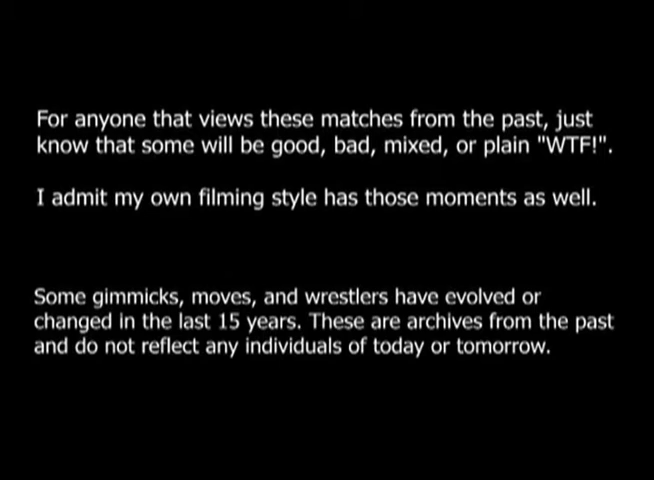 For anyone that views these matches from the past, just
know that some will be good, bad, mixed, or plain "WTF!".
I admit my own filming style has those moments as well.
Some gimmicks, moves, and wrestlers have evolved or
changed in the last 15 years. These are archives from the past
and do not reflect any individuals of today or tomorrow.